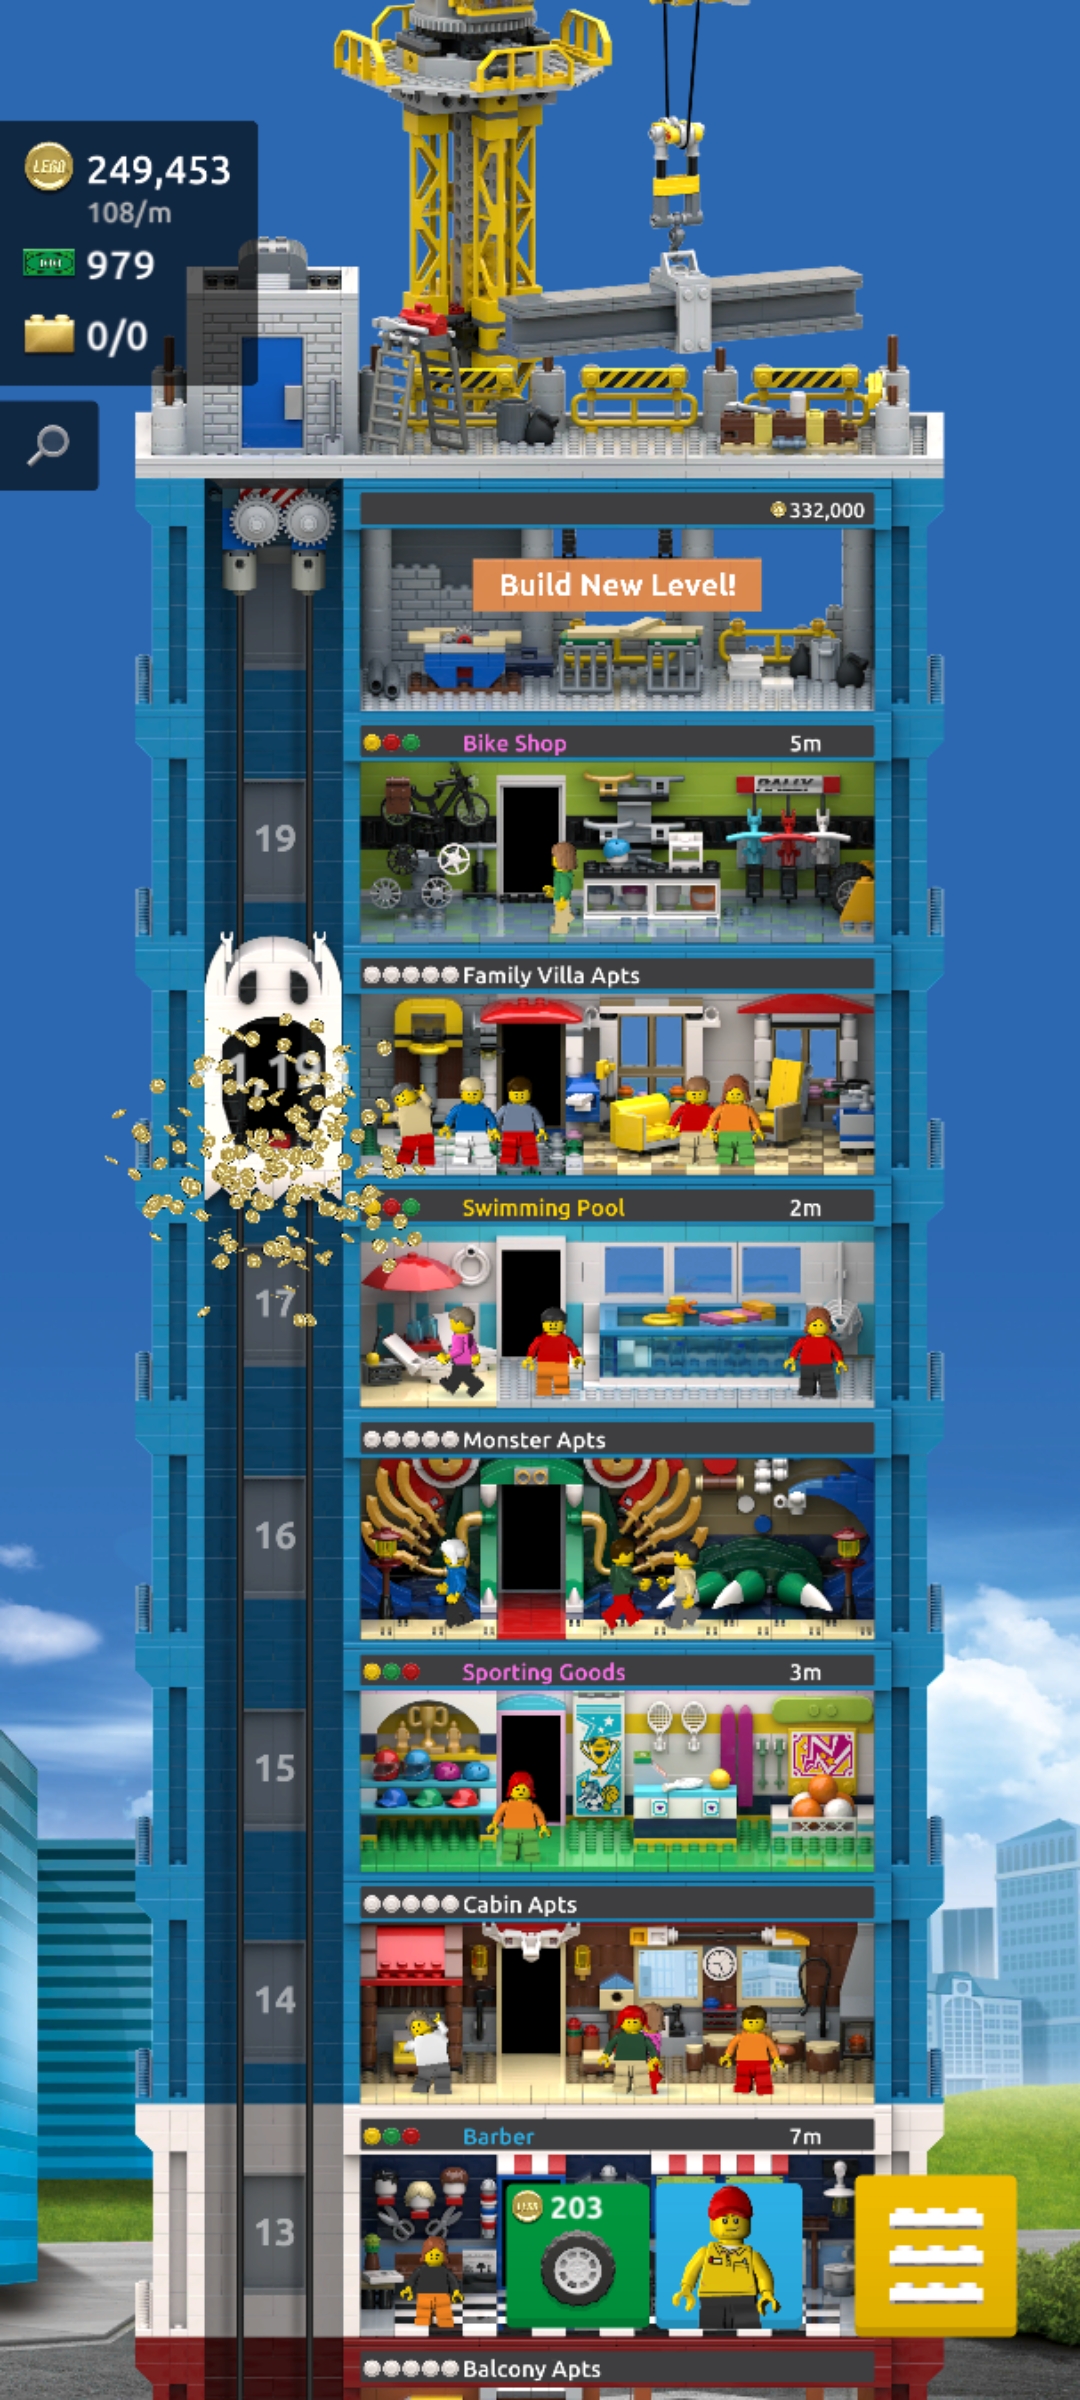 LEGO 249,453
108/m
979
0/0
332,000
Build New Level!
Bike Shop 5m
RALLY
19
Family Villa Apts
Swimming Pool 2m
17
Monster Apts
16
Sporting Goods 3m
15
Cabin Apts
14
Barber 7m
203
13
Balcony Apts